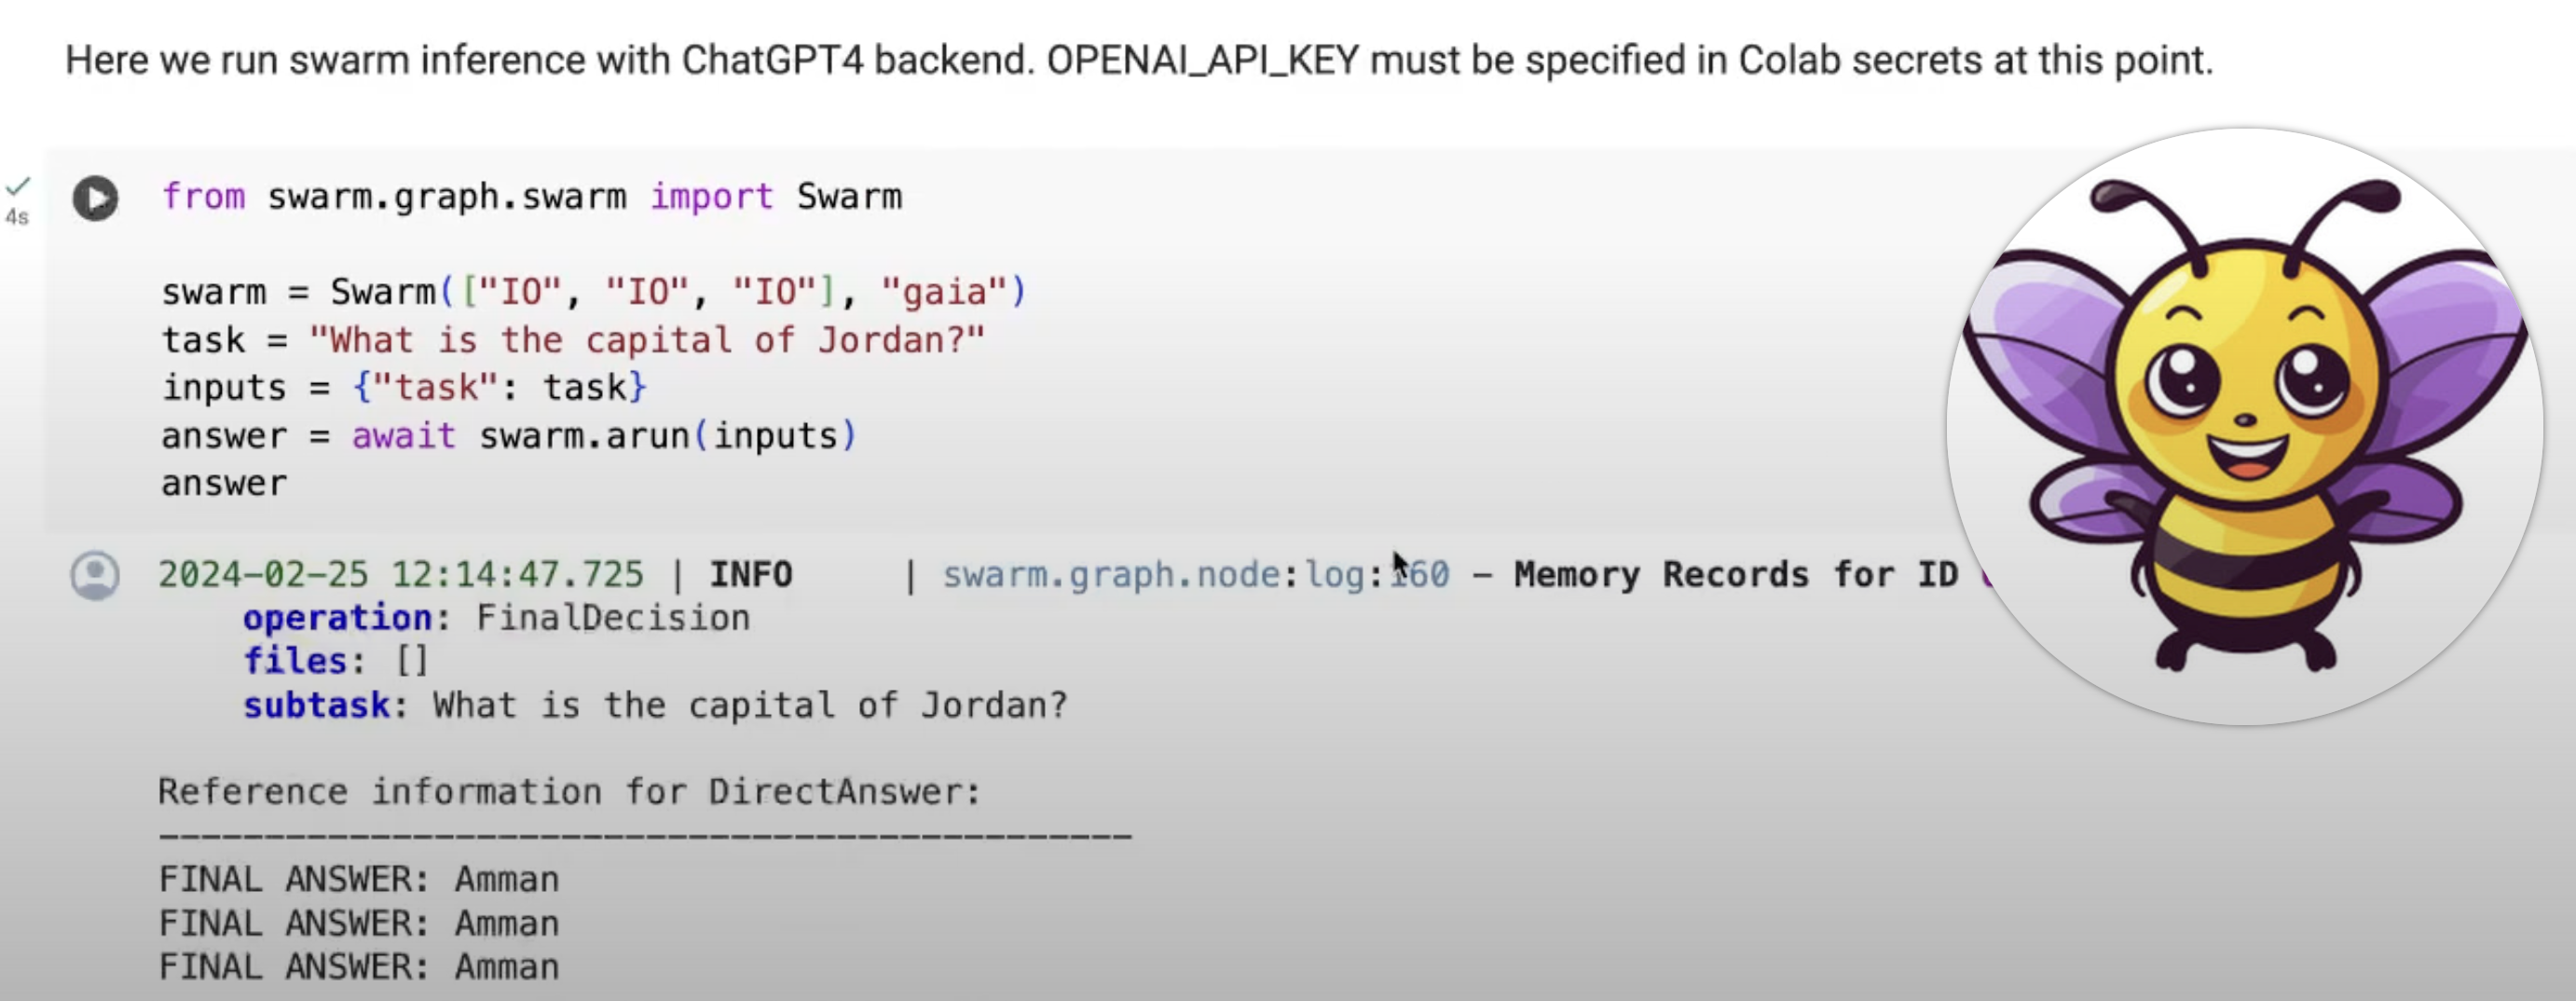 Here we run swarm inference with ChatGPT4 backend. OPENAI_API_KEY must be specified in Colab secrets at this point.
4s
from swarm.graph.swarm import Swarm
swarm = Swarm(["IO", "IO", "IO"], "gaia")
task = "What is the capital of Jordan?"
inputs = {"task": task}
answer = await swarm.arun(inputs)
answer
2024-02-25 12:14:47.725 | INFO | swarm.graph.node:log:160 - Memory Records for ID
operation: FinalDecision
files: []
subtask: What is the capital of Jordan?
Reference information for DirectAnswer:
----------------------------------------------
FINAL ANSWER: Amman
FINAL ANSWER: Amman
FINAL ANSWER: Amman